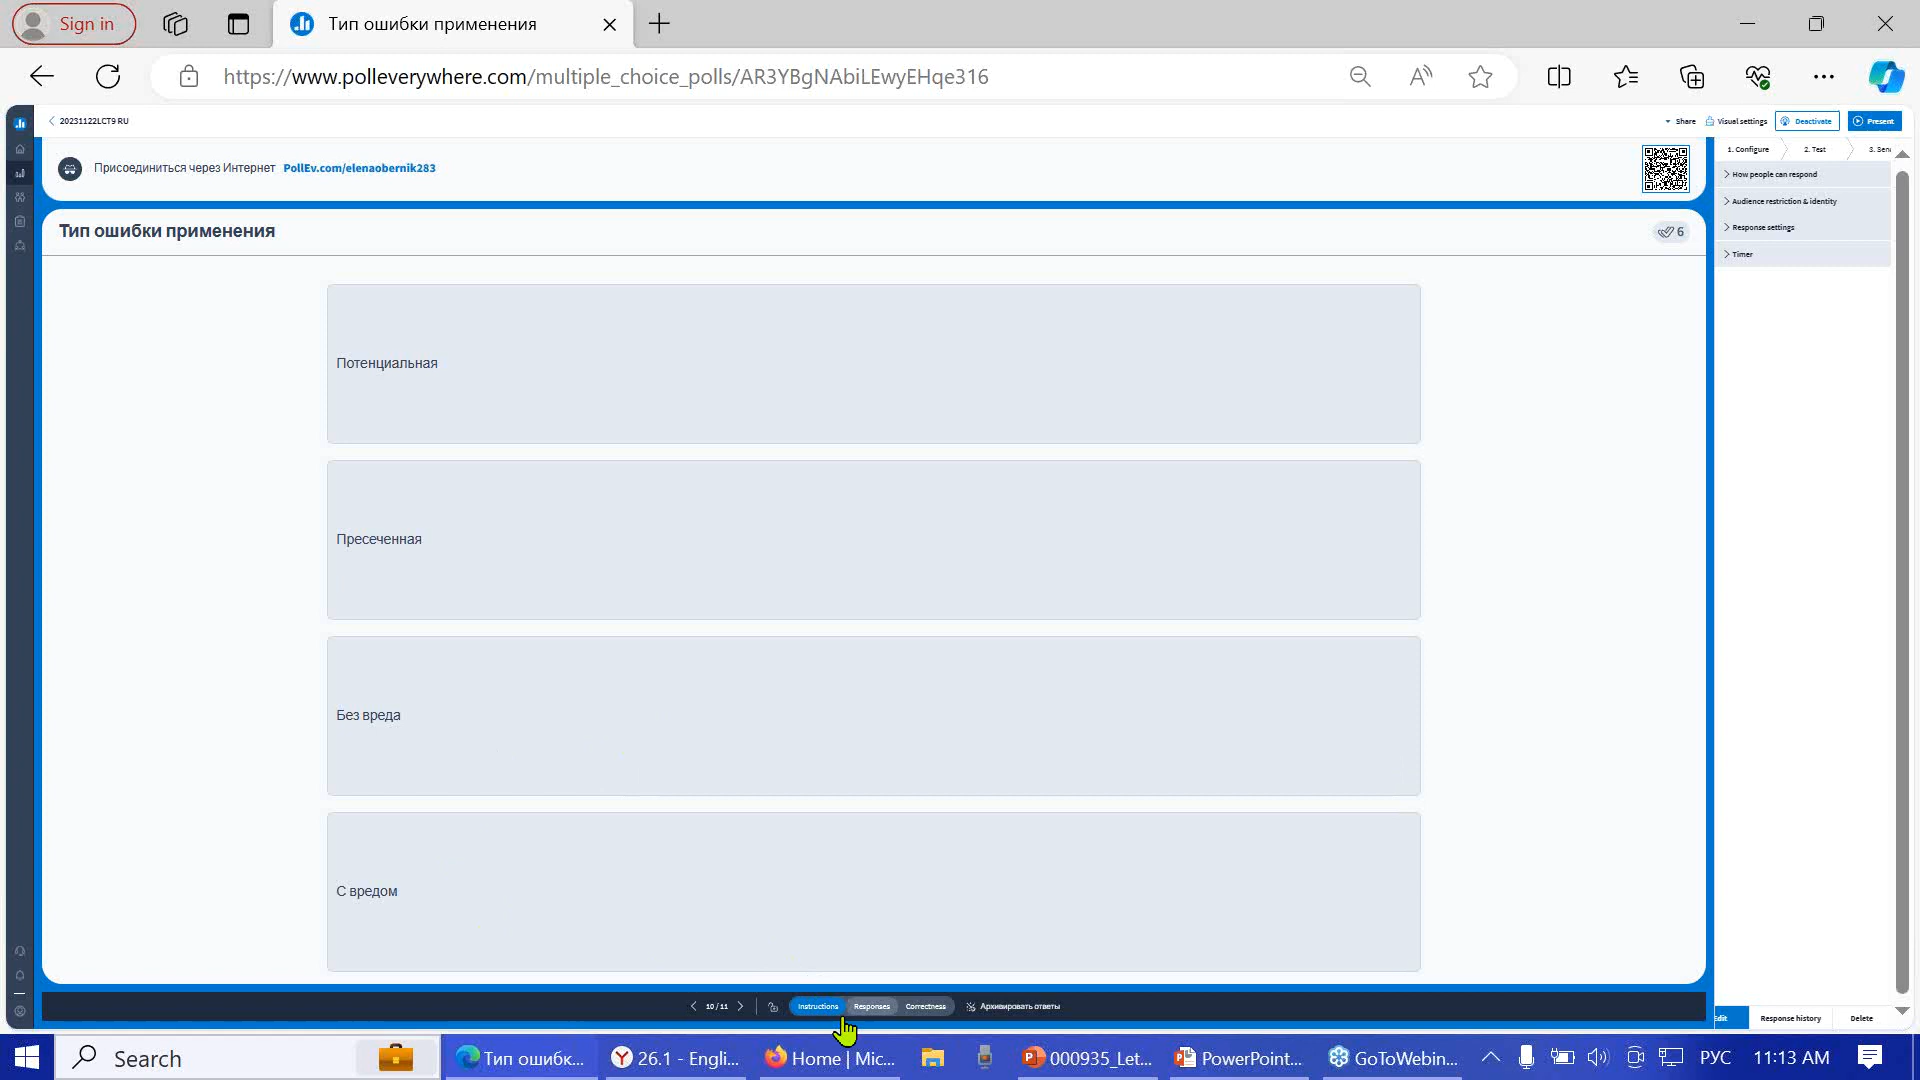 Sign in
Тип ошибки применения
https://www.polleverywhere.com/multiple_choice_polls/AR3YBgNAbiLEwyEHqe316
20231122LCT9 RU
Share
Visual settings
Deactivate
Present
Присоединиться через Интернет PollEv.com/elenaobernik283
1. Configure
2. Test
3. Sen
How people can respond
Audience restriction & identity
Response settings
Timer
Тип ошибки применения
6
Потенциальная
Пресеченная
Без вреда
С вредом
10 / 11
Instructions
Responses
Correctness
Архивировать ответы
Edit
Response history
Delete
Search
Тип ошибк...
26.1 - Engli...
Home | Mic...
000935_Let...
PowerPoint...
GoToWebin...
РУС
11:13 AM